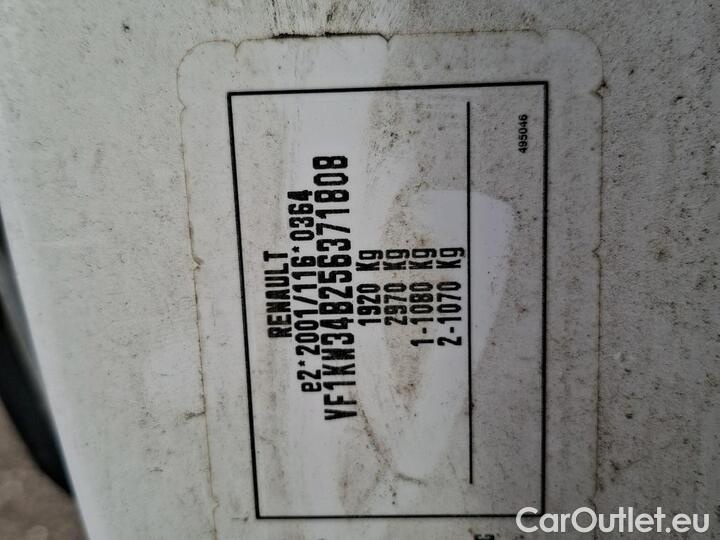 RENAULT
e2*2001/116*0364
VF1KW34B256371808
1920 Kg
2970 Kg
1-1080 Kg
2-1070 Kg
495046
CarOutlet.eu